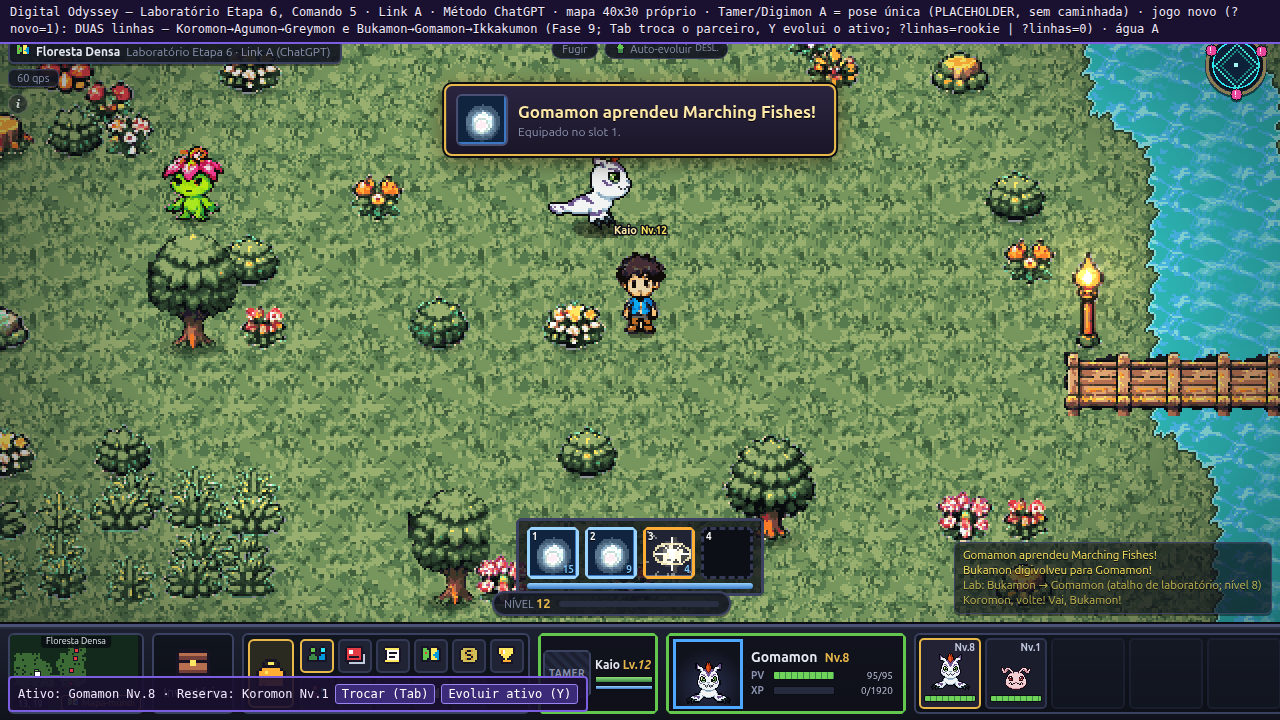 Digital Odyssey — Laboratório Etapa 6, Comando 5 · Link A · Método ChatGPT · mapa 40x30 próprio · Tamer/Digimon A = pose única (PLACEHOLDER, sem caminhada) · jogo novo (?
novo=1): DUAS linhas — Koromon→Agumon→Greymon e Bukamon→Gomamon→Ikkakumon (Fase 9; Tab troca o parceiro, Y evolui o ativo; ?linhas=rookie | ?linhas=0) · água A
Floresta Densa Laboratório Etapa 6 · Link A (ChatGPT)
Fugir
Auto-evoluir DESL.
60 qps
i
Gomamon aprendeu Marching Fishes!
Equipado no slot 1.
Kaio Nv.12
1 15
2 9
3 4
4
NÍVEL 12
Gomamon aprendeu Marching Fishes!
Bukamon digivolveu para Gomamon!
Lab: Bukamon → Gomamon (atalho de laboratório; nível 8)
Koromon, volte! Vai, Bukamon!
Floresta Densa
TAMER
Kaio Lv.12
Gomamon Nv.8
PV 95/95
XP 0/1920
Nv.8
Nv.1
Ativo: Gomamon Nv.8 · Reserva: Koromon Nv.1 Trocar (Tab) Evoluir ativo (Y)